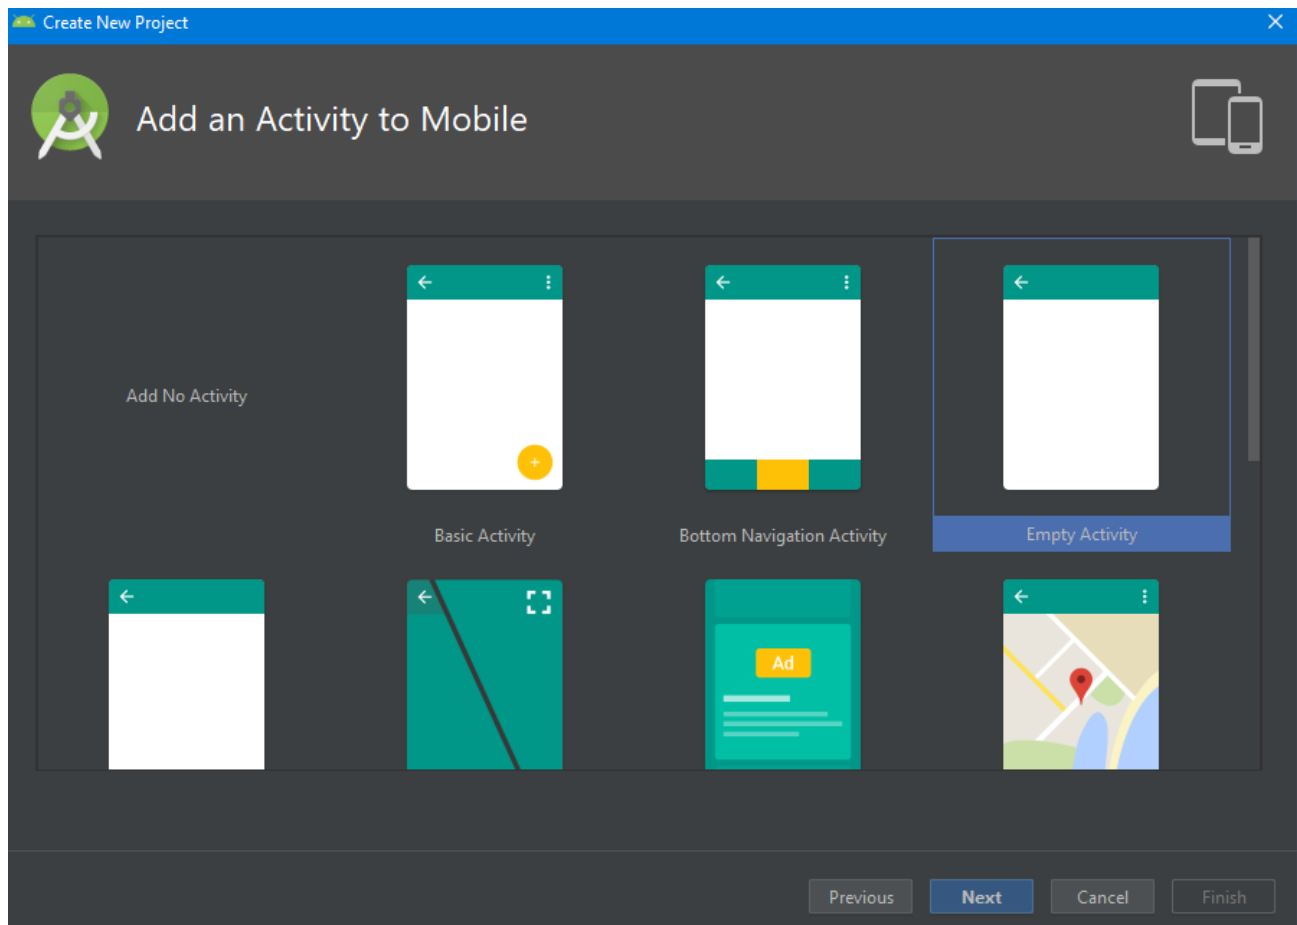 Create New Project
Add an Activity to Mobile
Add No Activity
Basic Activity
Bottom Navigation Activity
Empty Activity
Ad
Previous
Next
Cancel
Finish